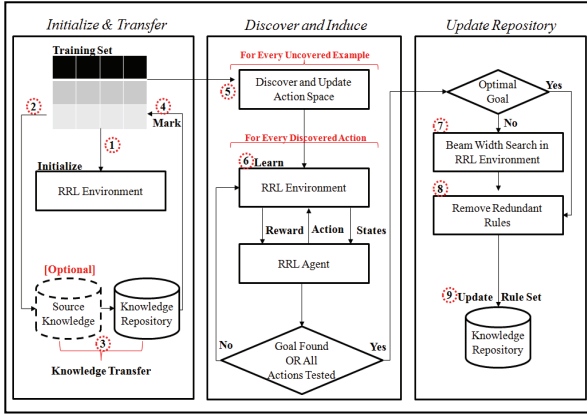 Initialize & Transfer
Training Set
2
4
Mark
1
Initialize
RRL Environment
[Optional]
Source
Knowledge
Knowledge
Repository
3
Knowledge Transfer
Discover and Induce
For Every Uncovered Example
5
Discover and Update
Action Space
For Every Discovered Action
6
Learn
RRL Environment
Reward
Action
States
RRL Agent
No
Goal Found
OR All
Actions Tested
Yes
Update Repository
Optimal
Goal
Yes
No
7
Beam Width Search in
RRL Environment
8
Remove Redundant
Rules
9
Update Rule Set
Knowledge
Repository